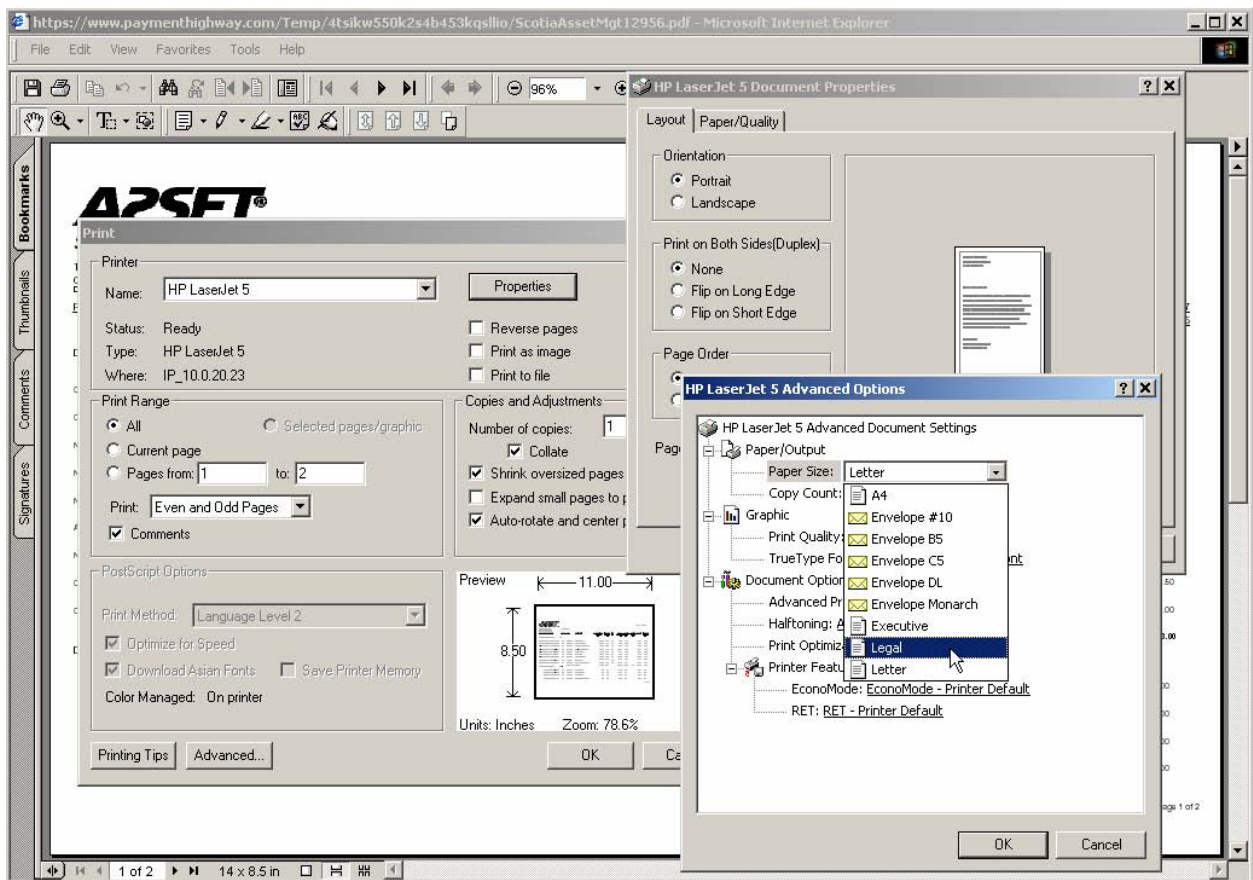 https://www.paymenthighway.com/Temp/4tsikw550k2s4b453kqsllio/ScotiaAssetMgt12956.pdf - Microsoft Internet Explorer
File Edit View Favorites Tools Help
96%
HP LaserJet 5 Document Properties
Layout Paper/Quality
Orientation
Portrait
Landscape
Print on Both Sides(Duplex)
None
Flip on Long Edge
Flip on Short Edge
Page Order
Bookmarks
Thumbnails
Comments
Signatures
Print
Printer
Name: HP LaserJet 5
Properties
Status: Ready
Type: HP LaserJet 5
Where: IP_10.0.20.23
Reverse pages
Print as image
Print to file
Print Range
All
Selected pages/graphic
Current page
Pages from: 1 to: 2
Print: Even and Odd Pages
Comments
Copies and Adjustments
Number of copies: 1
Collate
Shrink oversized pages
Expand small pages to
Auto-rotate and center
PostScript Options
Print Method: Language Level 2
Optimize for Speed
Download Asian Fonts
Save Printer Memory
Color Managed: On printer
Preview
11.00
8.50
Units: Inches Zoom: 78.6%
Printing Tips
Advanced...
OK
HP LaserJet 5 Advanced Options
HP LaserJet 5 Advanced Document Settings
Paper/Output
Paper Size: Letter
Copy Count:
A4
Envelope #10
Envelope B5
Envelope C5
Envelope DL
Envelope Monarch
Executive
Legal
Letter
Graphic
Print Quality:
TrueType
Document
Advanced
Halftoning:
Print
Printer
EconoMode: EconoMode - Printer Default
RET: RET - Printer Default
OK
Cancel
1 of 2
1 of 2 14 x 8.5 in